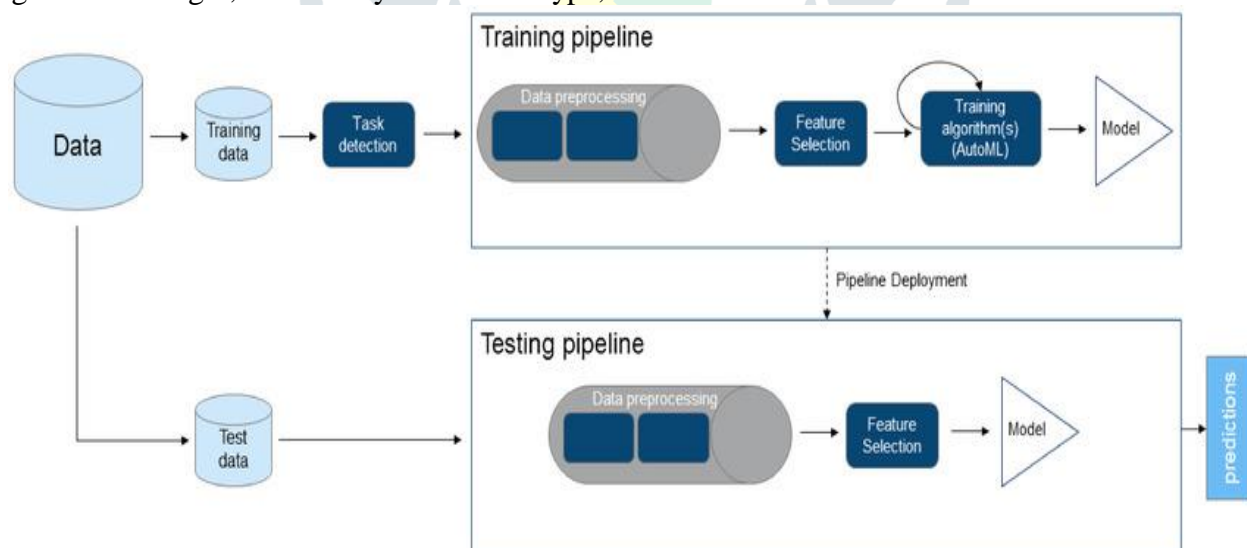 Training pipeline
Data preprocessing
Data
Training
data
Task
detection
Feature
Selection
Training
algorithm(s)
(AutoML)
Model
Pipeline Deployment
Testing pipeline
Data preprocessing
Test
data
Feature
Selection
Model
predictions